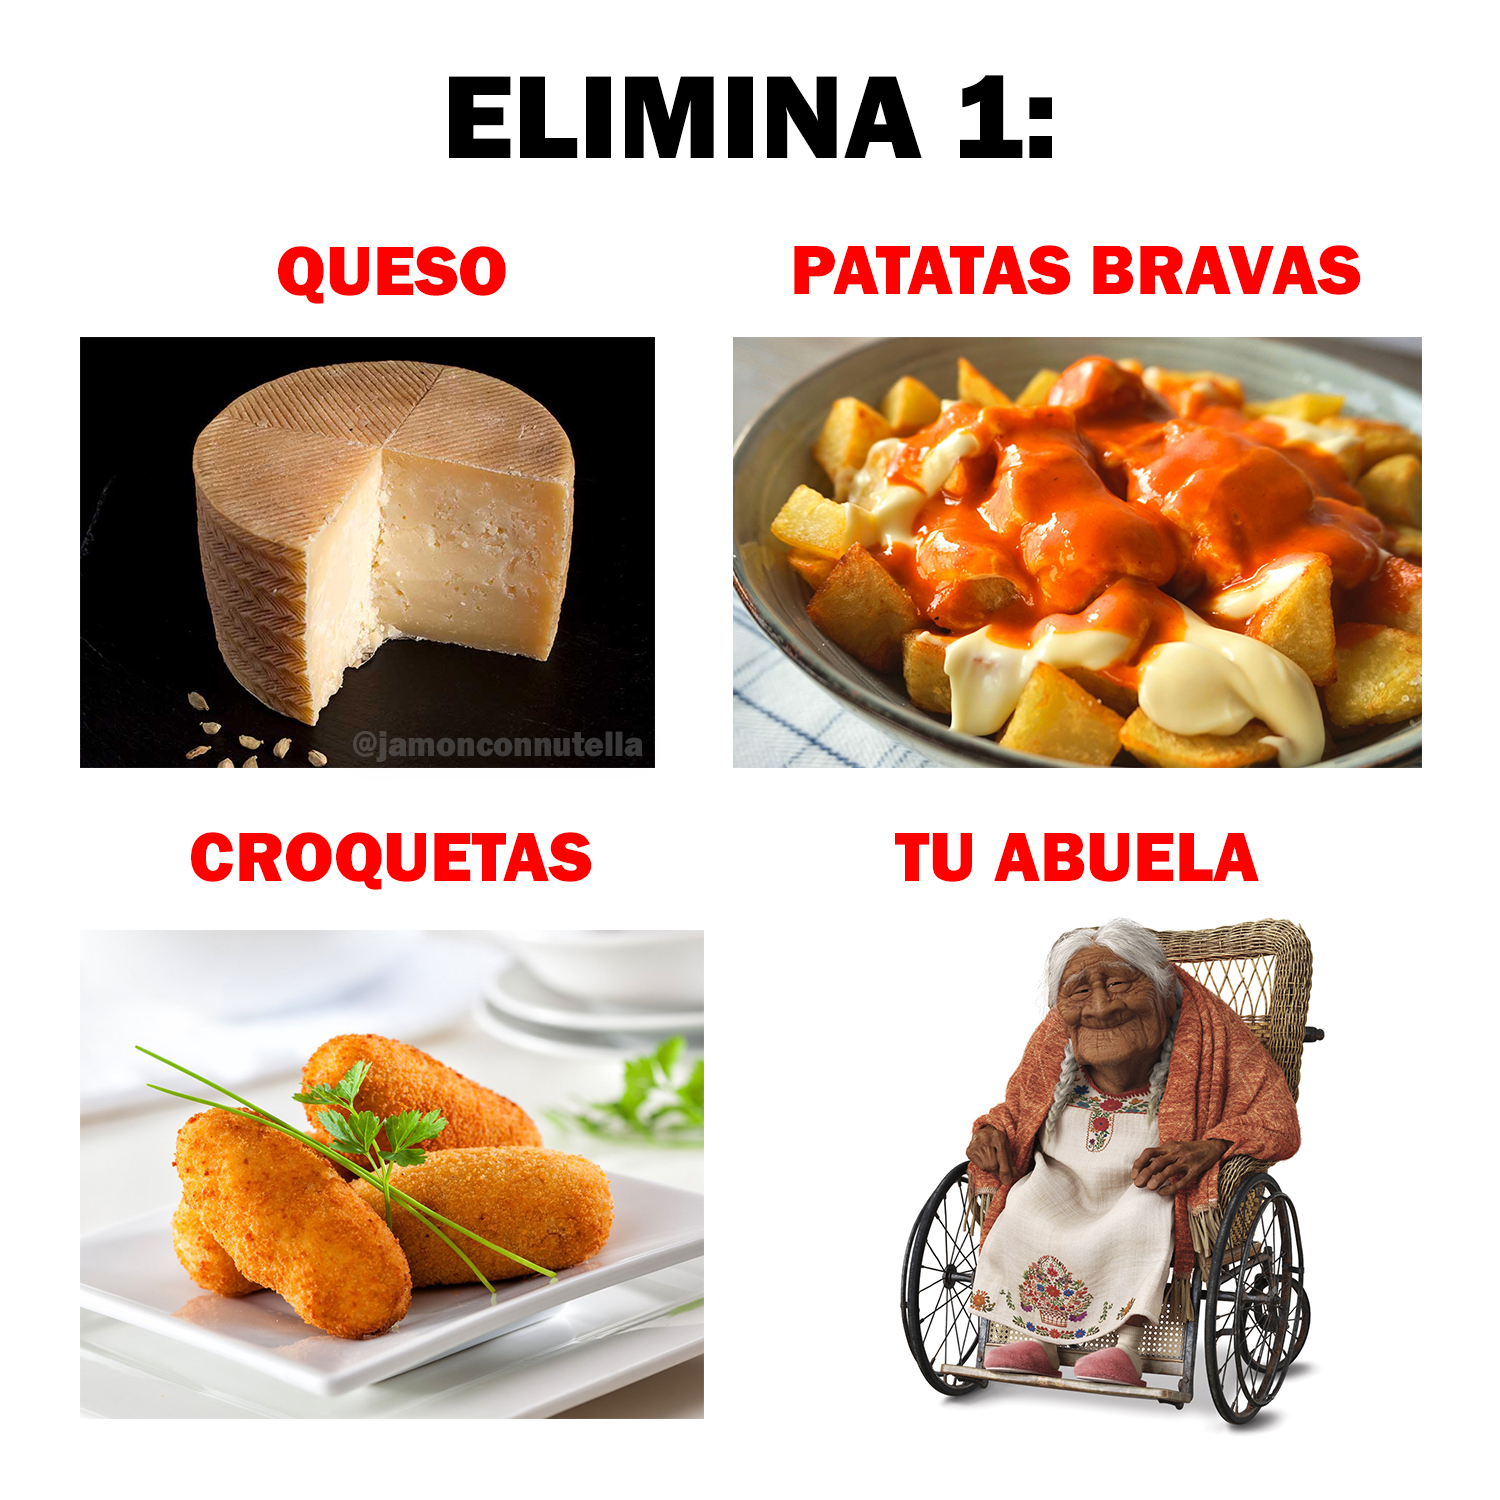 ELIMINA 1:
QUESO
PATATAS BRAVAS
@jamonconnutella
CROQUETAS
TU ABUELA